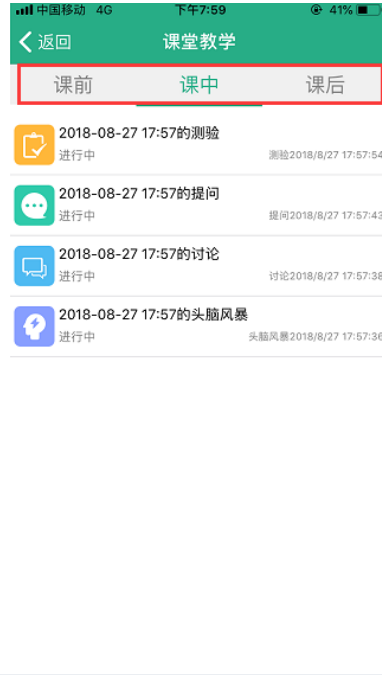 中国移动 4G 下午7:59 41%
返回 课堂教学
课前 课中 课后
2018-08-27 17:57的测验
进行中 测验2018/8/27 17:57:54
2018-08-27 17:57的提问
进行中 提问2018/8/27 17:57:43
2018-08-27 17:57的讨论
进行中 讨论2018/8/27 17:57:38
2018-08-27 17:57的头脑风暴
进行中 头脑风暴2018/8/27 17:57:36